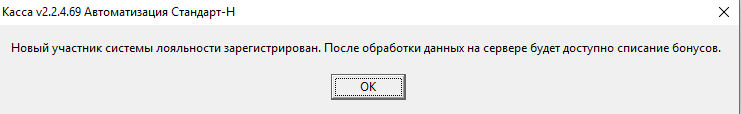 Касса v2.2.4.69 Автоматизация Стандарт-Н
Новый участник системы лояльности зарегистрирован. После обработки данных на сервере будет доступно списание бонусов.
ОК